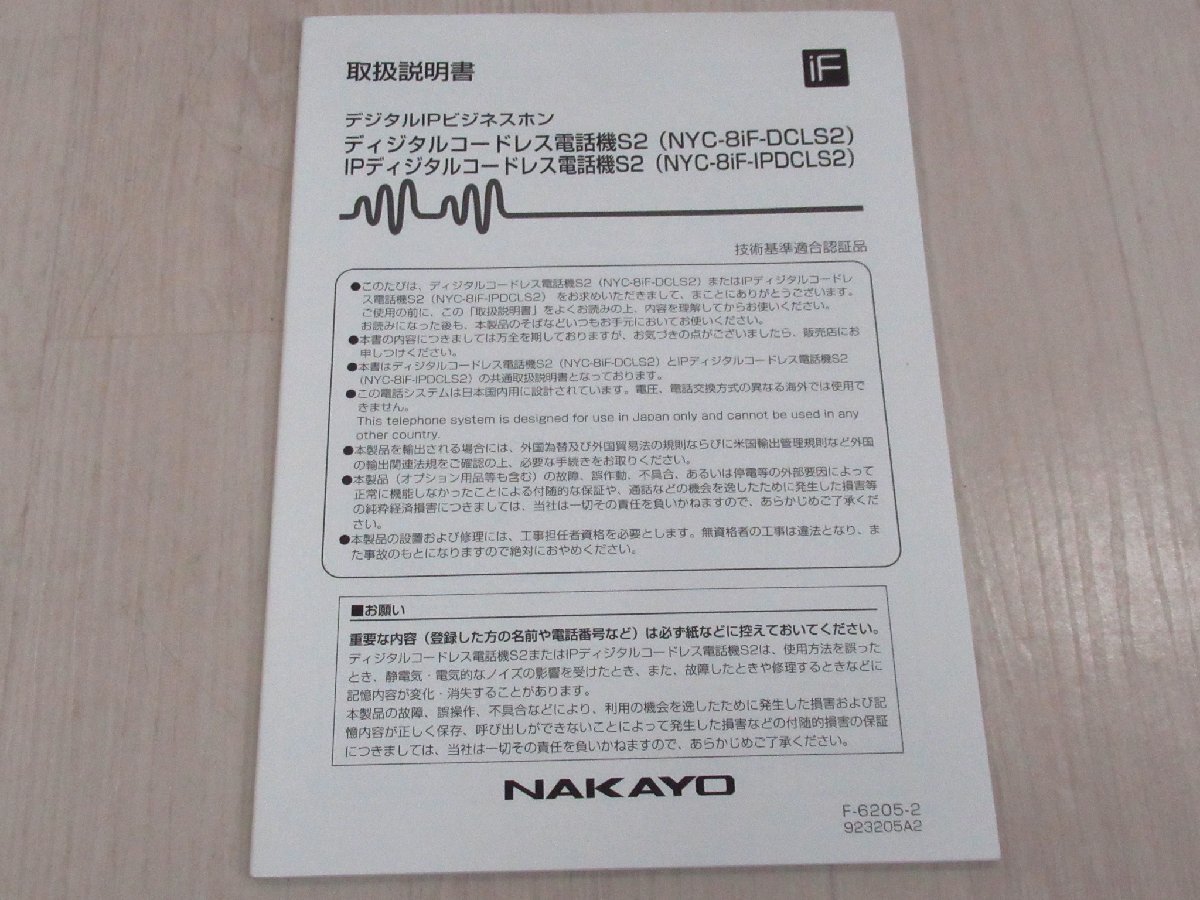 取扱説明書
iF
デジタルIPビジネスホン
ディジタルコードレス電話機S2（NYC-8iF-DCLS2）
IPディジタルコードレス電話機S2（NYC-8iF-IPDCLS2）
技術基準適合認証品
●このたびは、ディジタルコードレス電話機S2（NYC-8iF-DCLS2）またはIPディジタルコードレ
ス電話機S2（NYC-8iF-IPDCLS2）をお求めいただきまして、まことにありがとうございます。
ご使用の前に、この「取扱説明書」をよくお読みの上、内容を理解してからお使いください。
お読みになった後も、本製品のそばなどいつもお手元においてお使いください。
●本書の内容につきましては万全を期しておりますが、お気づきの点がございましたら、販売店にお
申しつけください。
●本書はディジタルコードレス電話機S2（NYC-8iF-DCLS2）とIPディジタルコードレス電話機S2
（NYC-8iF-IPDCLS2）の共通取扱説明書となっております。
●この電話システムは日本国内用に設計されています。電圧、電話交換方式の異なる海外では使用で
きません。
This telephone system is designed for use in Japan only and cannot be used in any
other country.
●本製品を輸出される場合には、外国為替及び外国貿易法の規則ならびに米国輸出管理規則など外国
の輸出関連法規をご確認の上、必要な手続きをお取りください。
●本製品（オプション用品等も含む）の故障、誤作動、不具合、あるいは停電等の外部要因によって
正常に機能しなかったことによる付随的な保証や、通話などの機会を逸したために発生した損害等
の純粋経済損害につきましては、当社は一切その責任を負いかねますので、あらかじめご了承くだ
さい。
●本製品の設置および修理には、工事担任者資格を必要とします。無資格者の工事は違法となり、ま
た事故のもとになりますので絶対におやめください。
■お願い
重要な内容（登録した方の名前や電話番号など）は必ず紙などに控えておいてください。
ディジタルコードレス電話機S2またはIPディジタルコードレス電話機S2は、使用方法を誤った
とき、静電気・電気的なノイズの影響を受けたとき、また、故障したときや修理するときなどに
記憶内容が変化・消失することがあります。
本製品の故障、誤操作、不具合などにより、利用の機会を逸したために発生した損害および記
憶内容が正しく保存、呼び出しができないことによって発生した損害などの付随的損害の保証
につきましては、当社は一切その責任を負いかねますので、あらかじめご了承ください。
NAKAYO
F-6205-2
923205A2